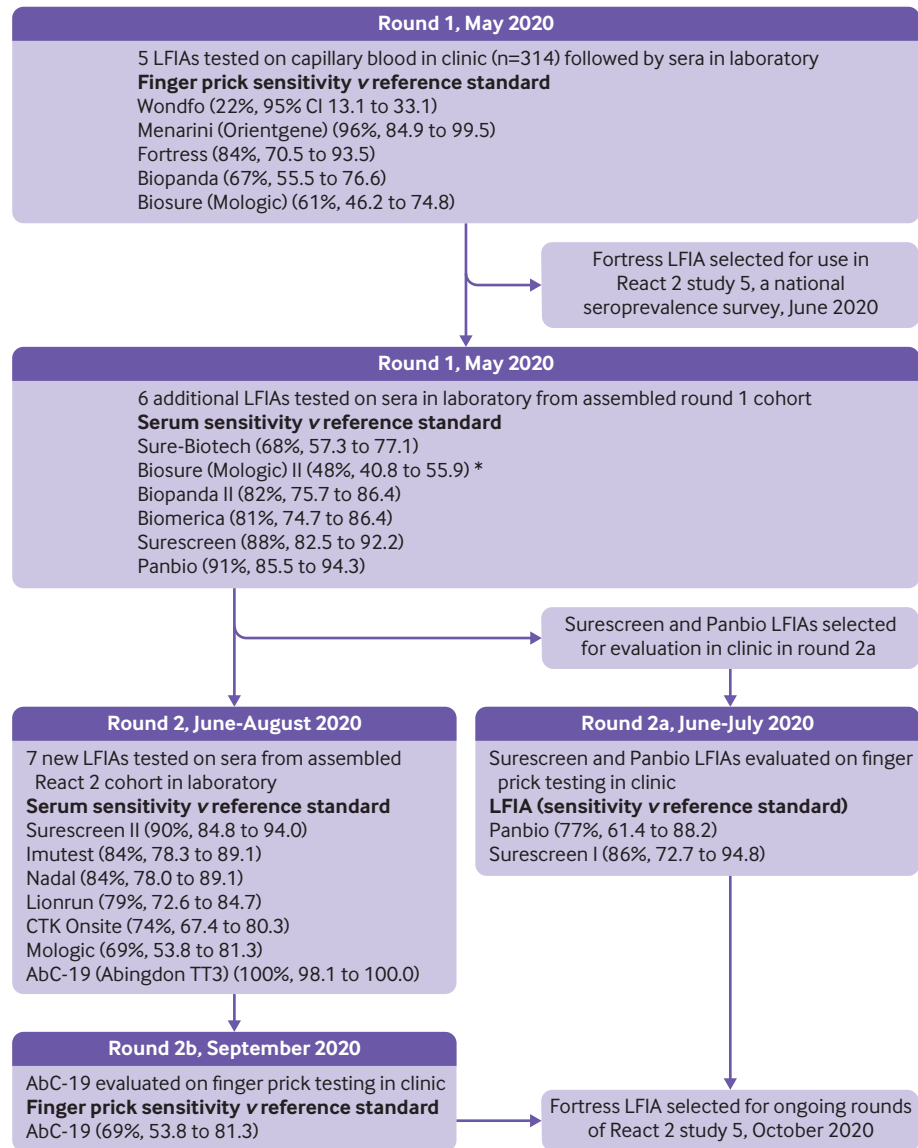 Round 1, May 2020
5 LFIAs tested on capillary blood in clinic (n=314) followed by sera in laboratory
Finger prick sensitivity v reference standard
Wondfo (22%, 95% CI 13.1 to 33.1)
Menarini (Orientgene) (96%, 84.9 to 99.5)
Fortress (84%, 70.5 to 93.5)
Biopanda (67%, 55.5 to 76.6)
Biosure (Mologic) (61%, 46.2 to 74.8)
Fortress LFIA selected for use in
React 2 study 5, a national
seroprevalence survey, June 2020
Round 1, May 2020
6 additional LFIAs tested on sera in laboratory from assembled round 1 cohort
Serum sensitivity v reference standard
Sure-Biotech (68%, 57.3 to 77.1)
Biosure (Mologic) II (48%, 40.8 to 55.9) *
Biopanda II (82%, 75.7 to 86.4)
Biomerica (81%, 74.7 to 86.4)
Surescreen (88%, 82.5 to 92.2)
Panbio (91%, 85.5 to 94.3)
Surescreen and Panbio LFIAs selected
for evaluation in clinic in round 2a
Round 2, June-August 2020
7 new LFIAs tested on sera from assembled
React 2 cohort in laboratory
Serum sensitivity v reference standard
Surescreen II (90%, 84.8 to 94.0)
Imutest (84%, 78.3 to 89.1)
Nadal (84%, 78.0 to 89.1)
Lionrun (79%, 72.6 to 84.7)
CTK Onsite (74%, 67.4 to 80.3)
Mologic (69%, 53.8 to 81.3)
AbC-19 (Abingdon TT3) (100%, 98.1 to 100.0)
Round 2a, June-July 2020
Surescreen and Panbio LFIAs evaluated on finger
prick testing in clinic
LFIA (sensitivity v reference standard)
Panbio (77%, 61.4 to 88.2)
Surescreen I (86%, 72.7 to 94.8)
Round 2b, September 2020
AbC-19 evaluated on finger prick testing in clinic
Finger prick sensitivity v reference standard
AbC-19 (69%, 53.8 to 81.3)
Fortress LFIA selected for ongoing rounds
of React 2 study 5, October 2020